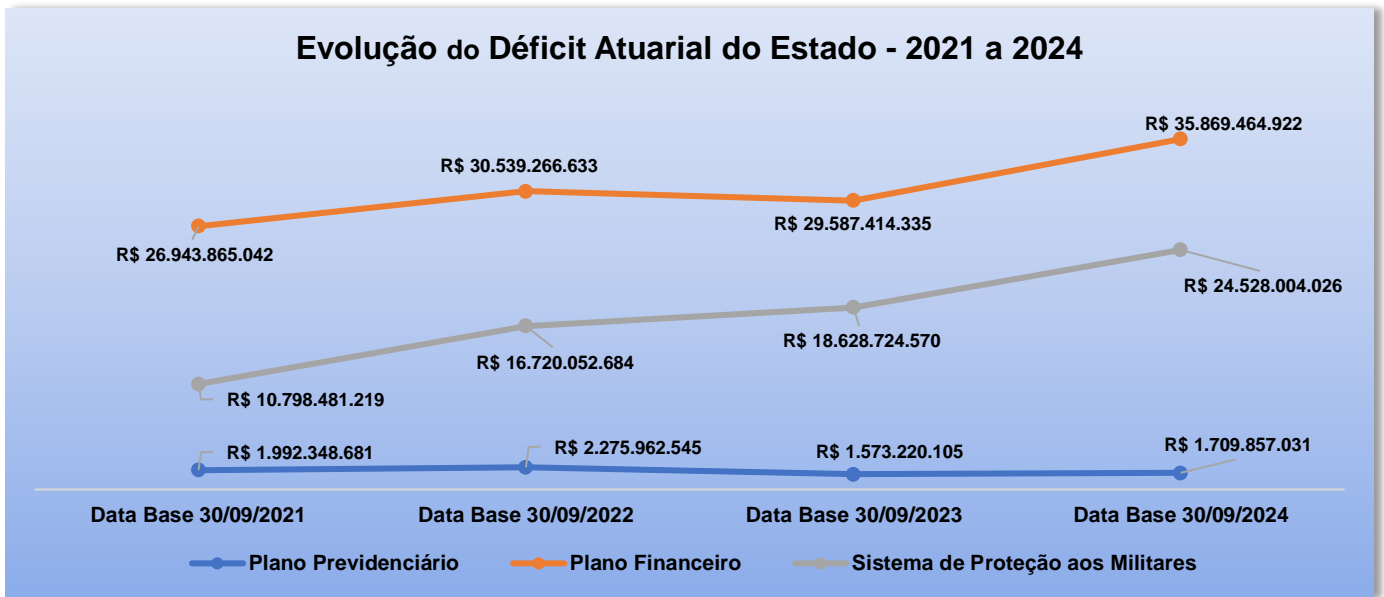 Evolução do Déficit Atuarial do Estado - 2021 a 2024
R$ 35.869.464.922
R$ 30.539.266.633
R$ 29.587.414.335
R$ 26.943.865.042
R$ 24.528.004.026
R$ 18.628.724.570
R$ 16.720.052.684
R$ 10.798.481.219
R$ 1.992.348.681
R$ 2.275.962.545
R$ 1.573.220.105
R$ 1.709.857.031
Data Base 30/09/2021
Data Base 30/09/2022
Data Base 30/09/2023
Data Base 30/09/2024
Plano Previdenciário
Plano Financeiro
Sistema de Proteção aos Militares